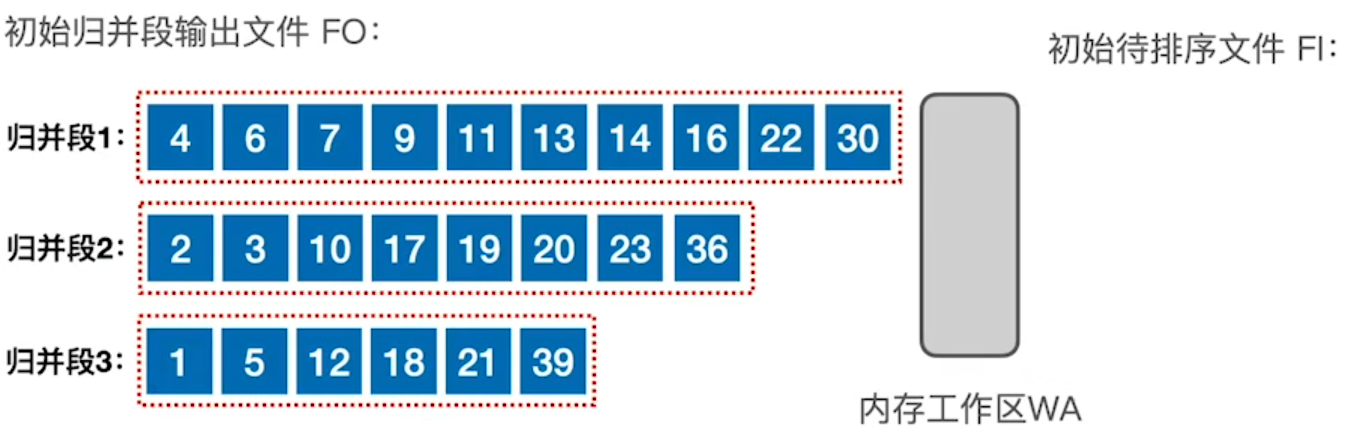 初始归并段输出文件 FO：
初始待排序文件 FI：
归并段1： 4 6 7 9 11 13 14 16 22 30
归并段2： 2 3 10 17 19 20 23 36
归并段3： 1 5 12 18 21 39
内存工作区WA